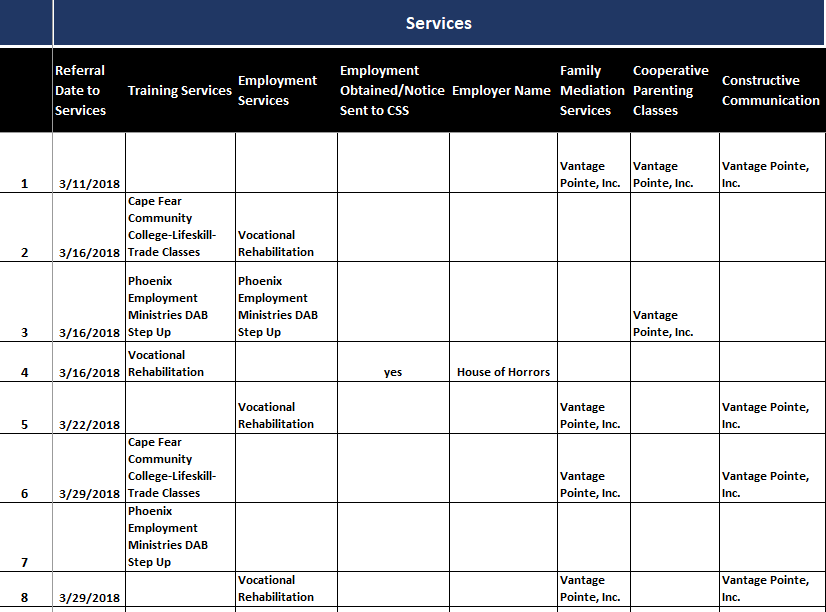 Services
Referral Date to Services | Training Services | Employment Services | Employment Obtained/Notice Sent to CSS | Employer Name | Family Mediation Services | Cooperative Parenting Classes | Constructive Communication
1 | 3/11/2018 | | | | | Vantage Pointe, Inc. | Vantage Pointe, Inc. | Vantage Pointe, Inc.
2 | 3/16/2018 | Cape Fear Community College-Lifeskill-Trade Classes | Vocational Rehabilitation
3 | 3/16/2018 | Phoenix Employment Ministries DAB Step Up | Phoenix Employment Ministries DAB Step Up | | | | Vantage Pointe, Inc.
4 | 3/16/2018 | Vocational Rehabilitation | | yes | House of Horrors
5 | 3/22/2018 | | Vocational Rehabilitation | | | Vantage Pointe, Inc. | | Vantage Pointe, Inc.
6 | 3/29/2018 | Cape Fear Community College-Lifeskill-Trade Classes | | | | Vantage Pointe, Inc. | | Vantage Pointe, Inc.
7 | | Phoenix Employment Ministries DAB Step Up
8 | 3/29/2018 | | Vocational Rehabilitation | | | Vantage Pointe, Inc. | | Vantage Pointe, Inc.